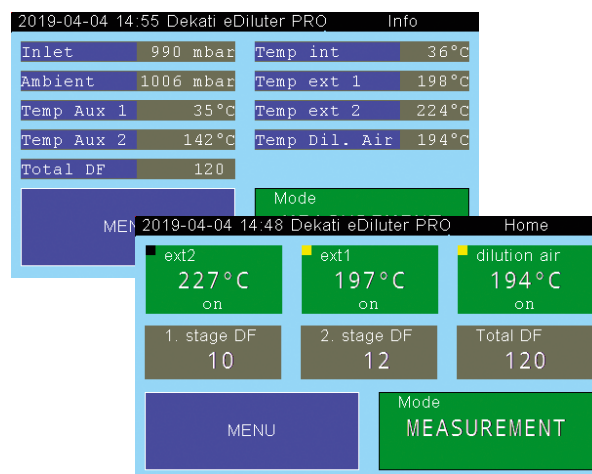 2019-04-04 14:55 Dekati eDiluter PRO Info
Inlet 990 mbar Temp int 36°C
Ambient 1006 mbar Temp ext 1 198°C
Temp Aux 1 35°C Temp ext 2 224°C
Temp Aux 2 142°C Temp Dil. Air 194°C
Total DF 120
Mode
2019-04-04 14:48 Dekati eDiluter PRO Home
ext2 ext1 dilution air
227°C 197°C 194°C
on on on
1. stage DF 2. stage DF Total DF
10 12 120
Mode
MENU MEASUREMENT